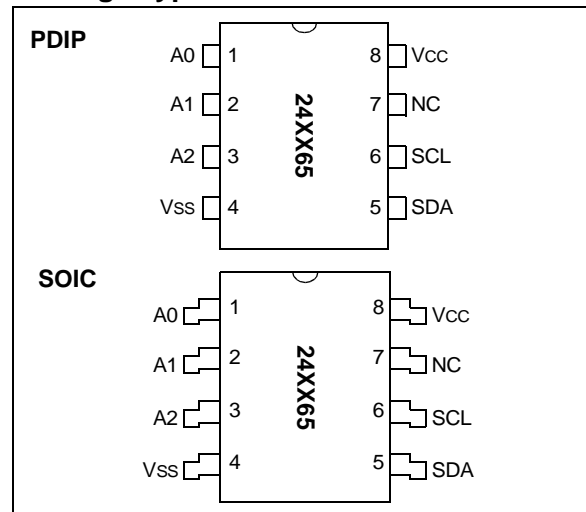 PDIP
A0 1 8 Vcc
A1 2 7 NC
A2 3 6 SCL
Vss 4 5 SDA
24XX65
SOIC
A0 1 8 Vcc
A1 2 7 NC
A2 3 6 SCL
Vss 4 5 SDA
24XX65